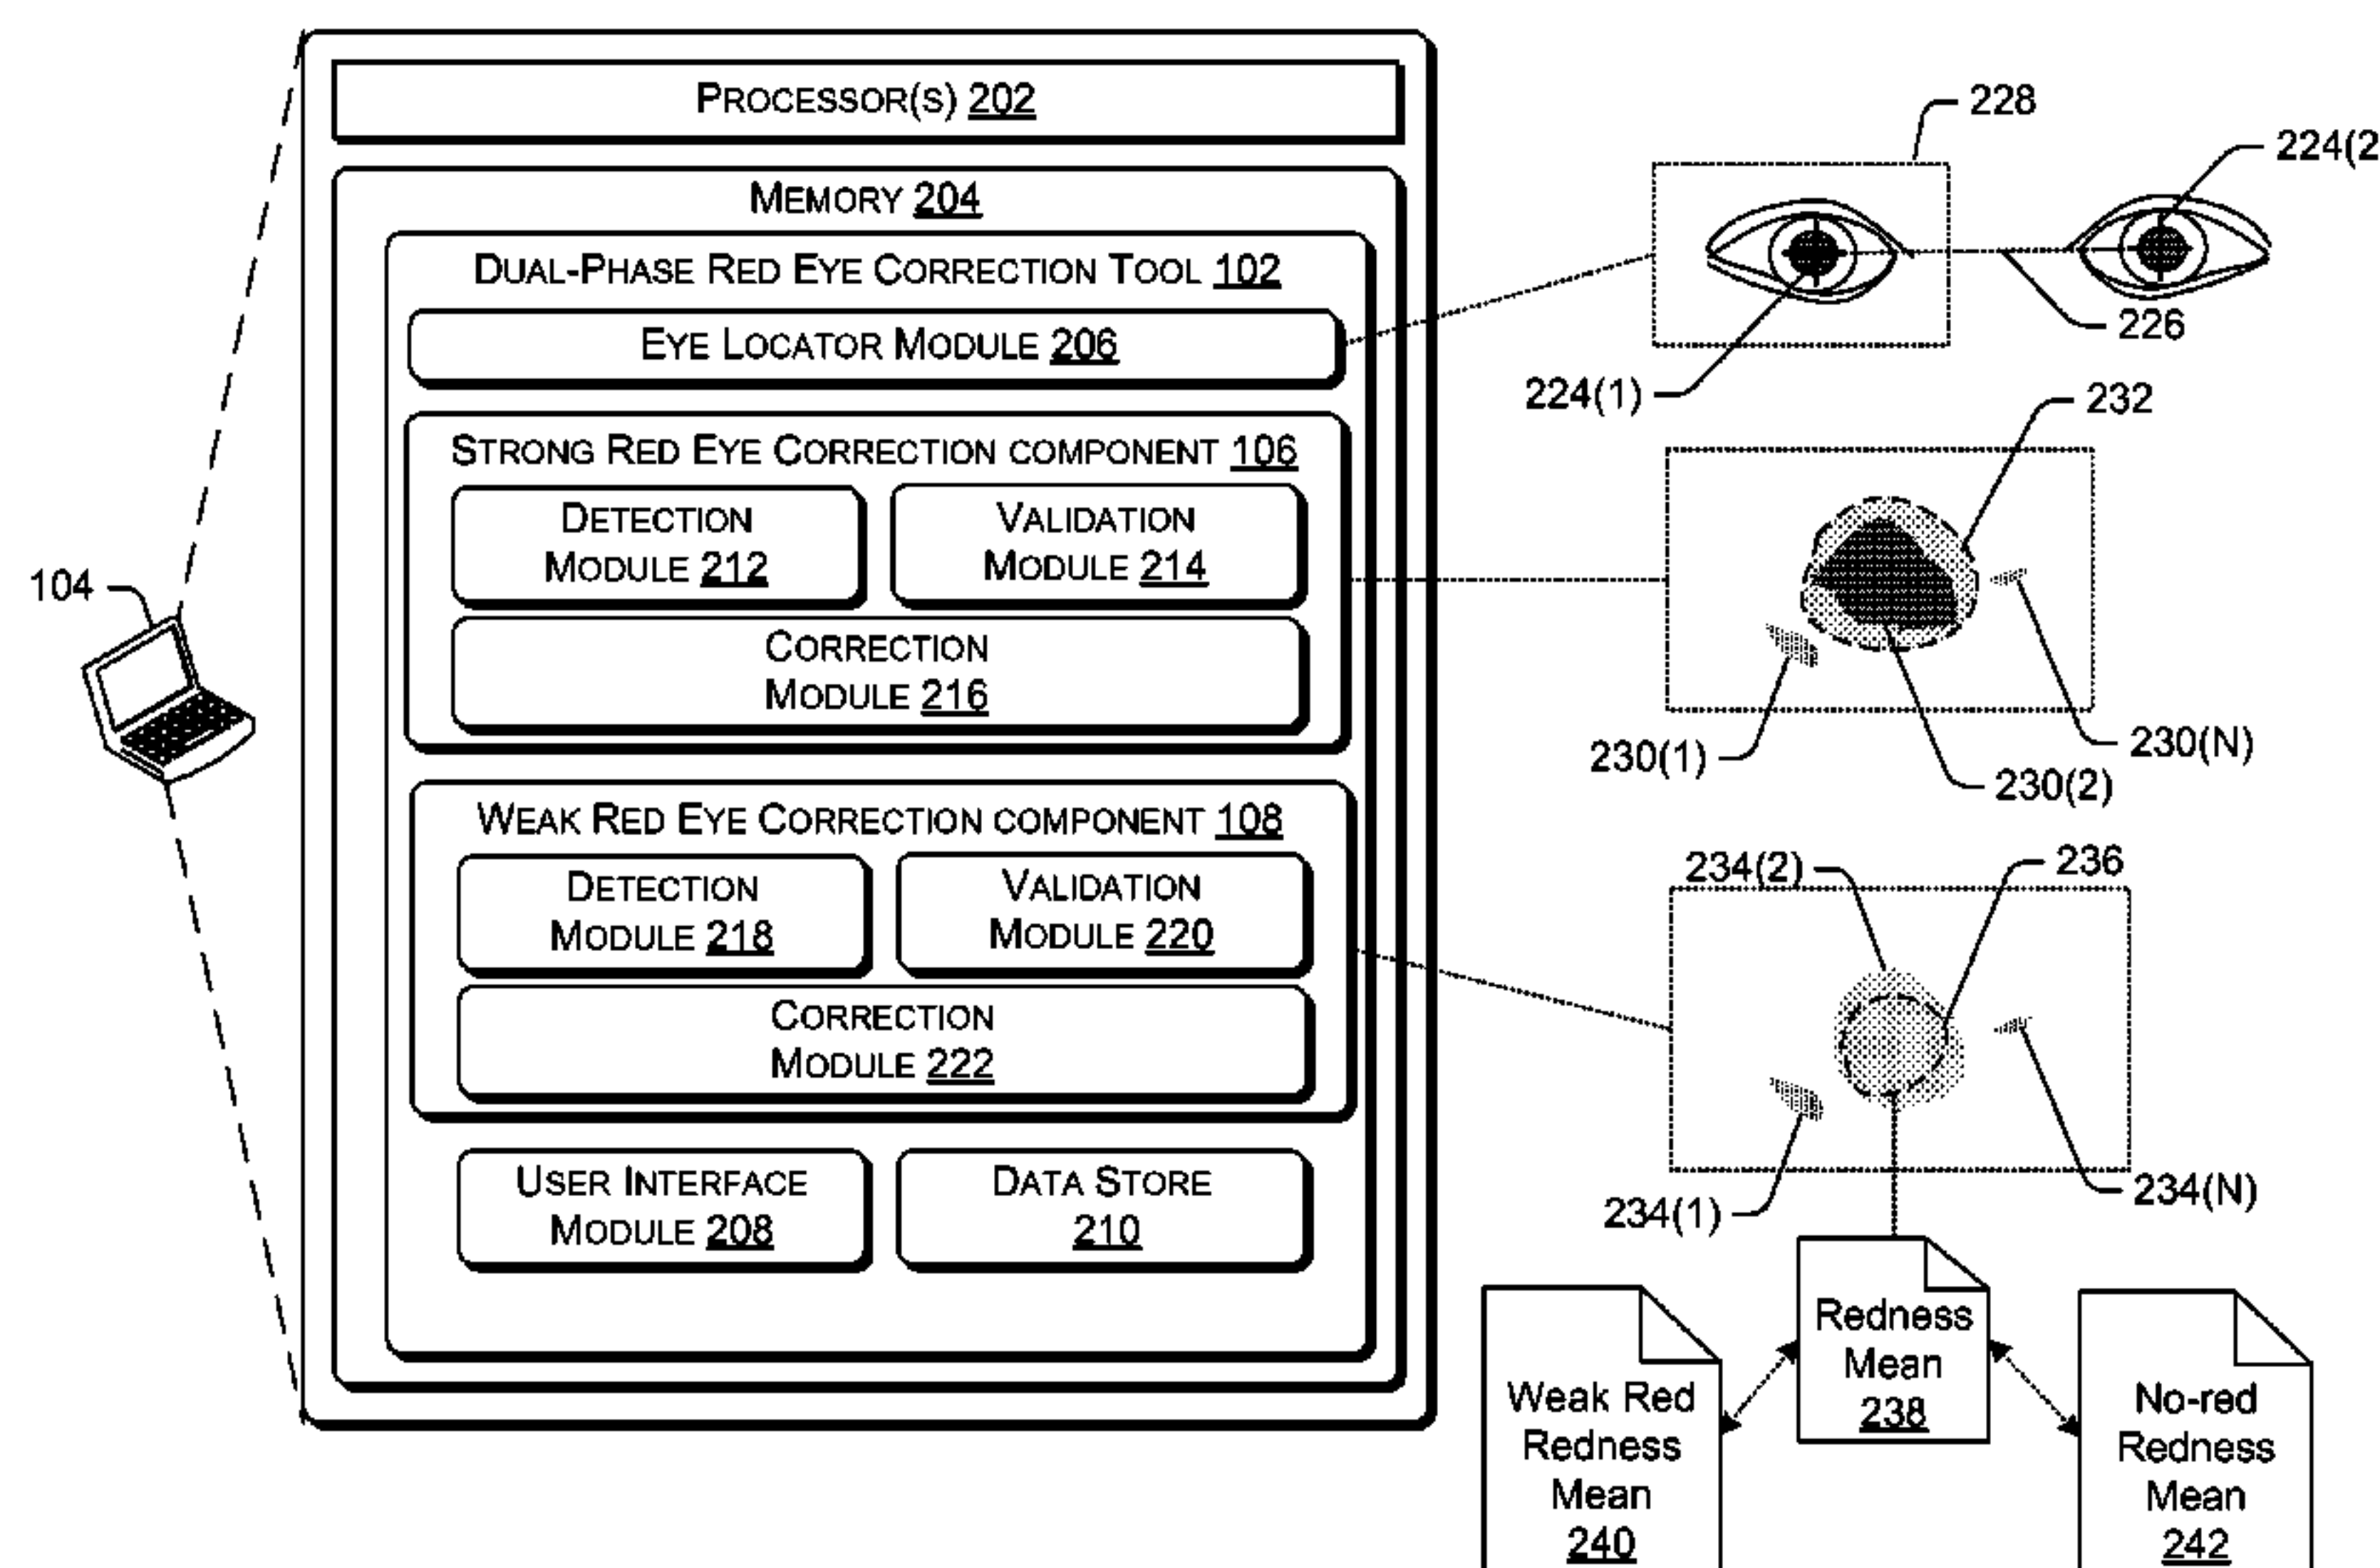 PROCESSOR(S) 202
MEMORY 204
DUAL-PHASE RED EYE CORRECTION TOOL 102
EYE LOCATOR MODULE 206
STRONG RED EYE CORRECTION COMPONENT 106
DETECTION
MODULE 212
VALIDATION
MODULE 214
CORRECTION
MODULE 216
WEAK RED EYE CORRECTION COMPONENT 108
DETECTION
MODULE 218
VALIDATION
MODULE 220
CORRECTION
MODULE 222
USER INTERFACE
MODULE 208
DATA STORE
210
104
228
224(2
226
224(1)
232
230(1)
230(N)
230(2)
234(2)
236
234(N)
234(1)
Redness
Mean
238
Weak Red
Redness
Mean
240
No-red
Redness
Mean
242